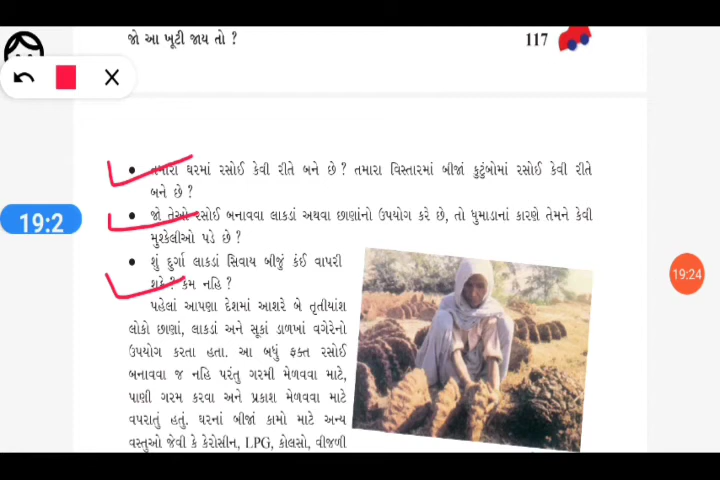 જો આ ખૂટી જાય તો ?
117
• તમારા ઘરમાં રસોઈ કેવી રીતે બને છે ? તમારા વિસ્તારમાં બીજાં કુટુંબોમાં રસોઈ કેવી રીતે
બને છે ?
19:2
• જો તેઓ રસોઈ બનાવવા લાકડાં અથવા છાણાંનો ઉપયોગ કરે છે, તો ધુમાડાનાં કારણે તેમને કેવી
મુશ્કેલીઓ પડે છે ?
• શું દુર્ગા લાકડાં સિવાય બીજું કંઈ વાપરી
શકે ? કેમ નહિ ?
19:24
પહેલાં આપણા દેશમાં આશરે બે તૃતીયાંશ
લોકો છાણાં, લાકડાં અને સૂકાં ડાળખાં વગેરેનો
ઉપયોગ કરતા હતા. આ બધું ફક્ત રસોઈ
બનાવવા જ નહિ પરંતુ ગરમી મેળવવા માટે,
પાણી ગરમ કરવા અને પ્રકાશ મેળવવા માટે
વપરાતું હતું. ઘરનાં બીજાં કામો માટે અન્ય
વસ્તુઓ જેવી કે કેરોસીન, LPG, કોલસો, વીજળી